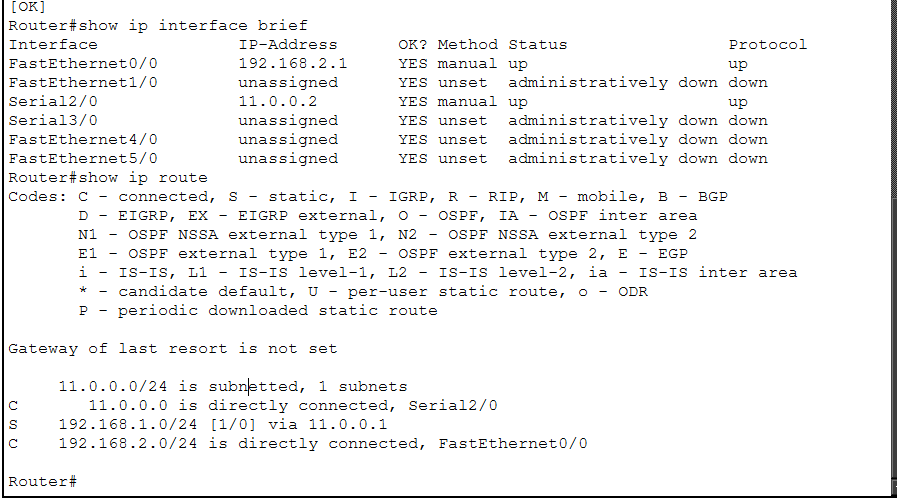 [OK]
Router#show ip interface brief
Interface              IP-Address      OK? Method Status                Protocol
FastEthernet0/0        192.168.2.1     YES manual up                    up
FastEthernet1/0        unassigned      YES unset  administratively down down
Serial2/0              11.0.0.2        YES manual up                    up
Serial3/0              unassigned      YES unset  administratively down down
FastEthernet4/0        unassigned      YES unset  administratively down down
FastEthernet5/0        unassigned      YES unset  administratively down down
Router#show ip route
Codes: C - connected, S - static, I - IGRP, R - RIP, M - mobile, B - BGP
       D - EIGRP, EX - EIGRP external, O - OSPF, IA - OSPF inter area
       N1 - OSPF NSSA external type 1, N2 - OSPF NSSA external type 2
       E1 - OSPF external type 1, E2 - OSPF external type 2, E - EGP
       i - IS-IS, L1 - IS-IS level-1, L2 - IS-IS level-2, ia - IS-IS inter area
       * - candidate default, U - per-user static route, o - ODR
       P - periodic downloaded static route

Gateway of last resort is not set

     11.0.0.0/24 is subnetted, 1 subnets
C       11.0.0.0 is directly connected, Serial2/0
S    192.168.1.0/24 [1/0] via 11.0.0.1
C    192.168.2.0/24 is directly connected, FastEthernet0/0

Router#